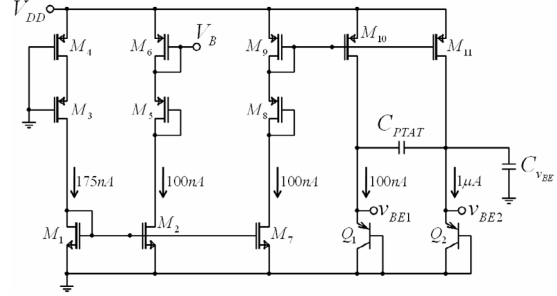 V_DD
M_4
M_6
V_B
M_9
M_10
M_11
M_3
M_5
M_8
C_PTAT
C_vBE
175nA
100nA
100nA
100nA
1μA
M_1
M_2
M_7
v_BE1
v_BE2
Q_1
Q_2